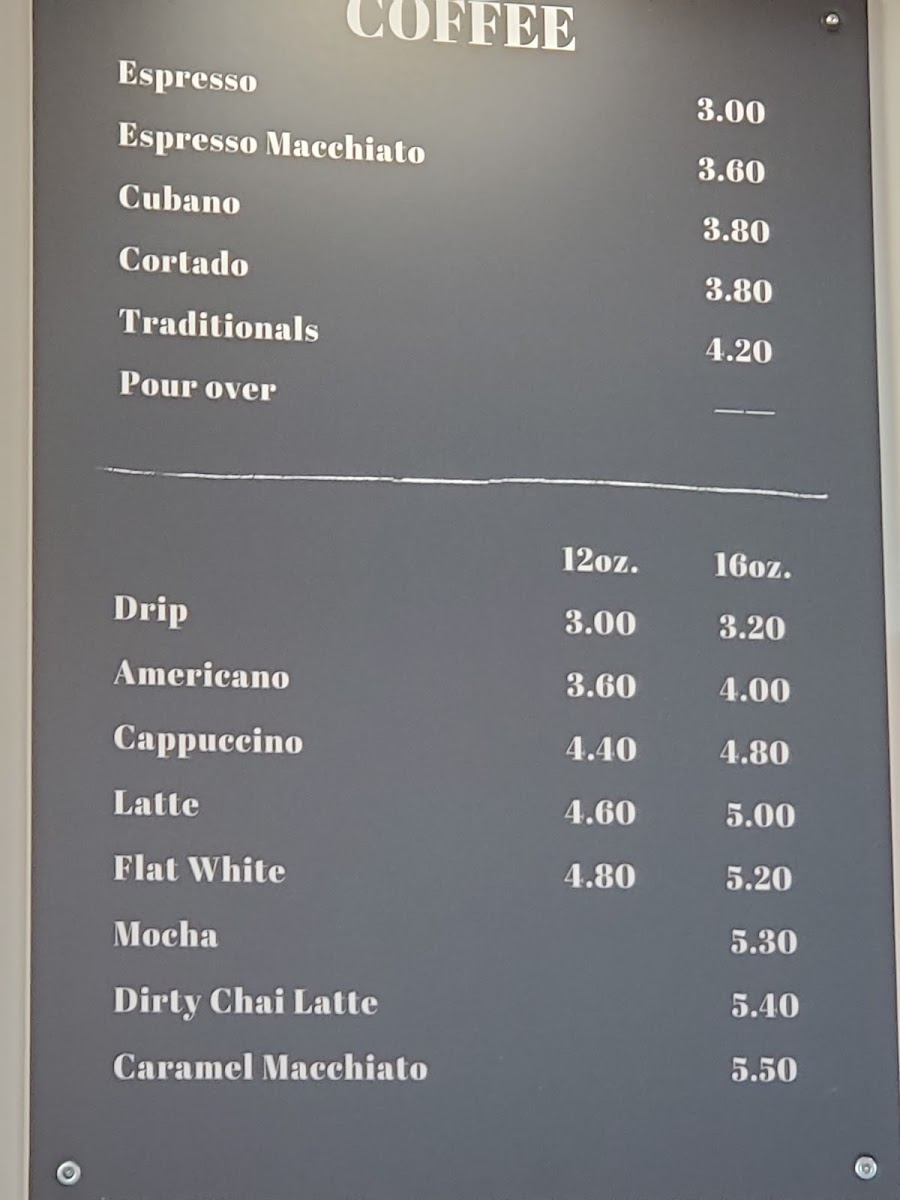 COFFEE
Espresso 3.00
Espresso Macchiato 3.60
Cubano 3.80
Cortado 3.80
Traditionals 4.20
Pour over ——
12oz. 16oz.
Drip 3.00 3.20
Americano 3.60 4.00
Cappuccino 4.40 4.80
Latte 4.60 5.00
Flat White 4.80 5.20
Mocha 5.30
Dirty Chai Latte 5.40
Caramel Macchiato 5.50